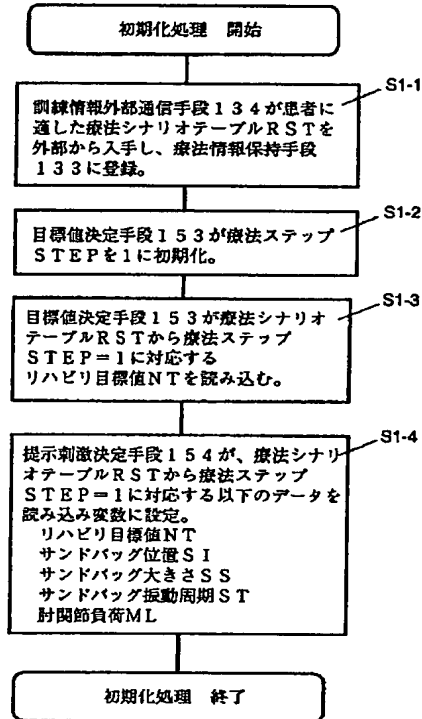 初期化処理 開始
S1-1
訓練情報外部通信手段134が患者に
適した療法シナリオテーブルRSTを
外部から入手し、療法情報保持手段
133に登録。
S1-2
目標値決定手段153が療法ステップ
STEPを1に初期化。
S1-3
目標値決定手段153が療法シナリオ
テーブルRSTから療法ステップ
STEP=1に対応する
リハビリ目標値NTを読み込む。
S1-4
提示刺激決定手段154が、療法シナリ
オテーブルRSTから療法ステップ
STEP=1に対応する以下のデータを
読み込み変数に設定。
リハビリ目標値NT
サンドバッグ位置SI
サンドバッグ大きさSS
サンドバッグ振動周期ST
肘関節負荷ML
初期化処理 終了